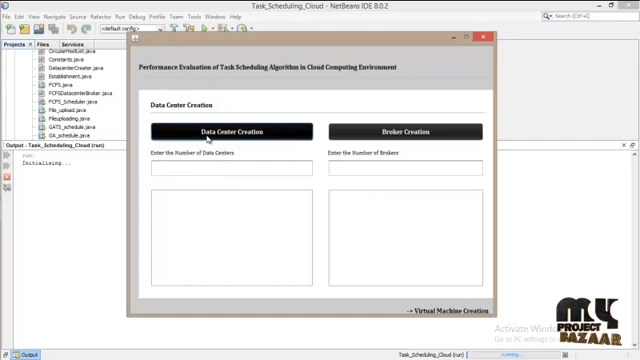 Task_Scheduling_Cloud - NetBeans IDE 8.0.2
File Edit View Navigate Source Refactor Run Debug Profile Team Tools Window Help
Search (Ctrl+I)
<default config>
Projects Files Services
CircularHostList.java
Constants.java
DatacenterCreator.java
Establishment.java
FCFS.java
FCFSDatacenterBroker.java
FCFS_Scheduler.java
File_upload.java
Fileuploading.java
GATS_schedule.java
GA_schedule.java
Output - Task_Scheduling_Cloud (run)
run:
Initialising...
Performance Evaluation of Task Scheduling Algorithm in Cloud Computing Environment
Data Center Creation
Data Center Creation Broker Creation
Enter the Number of Data Centers Enter the Number of Brokers
-> Virtual Machine Creation
Activate Windo
Go to PC settings to
MY
PROJECT
BAZAAR
Output
Task_Scheduling_Cloud (run) running...